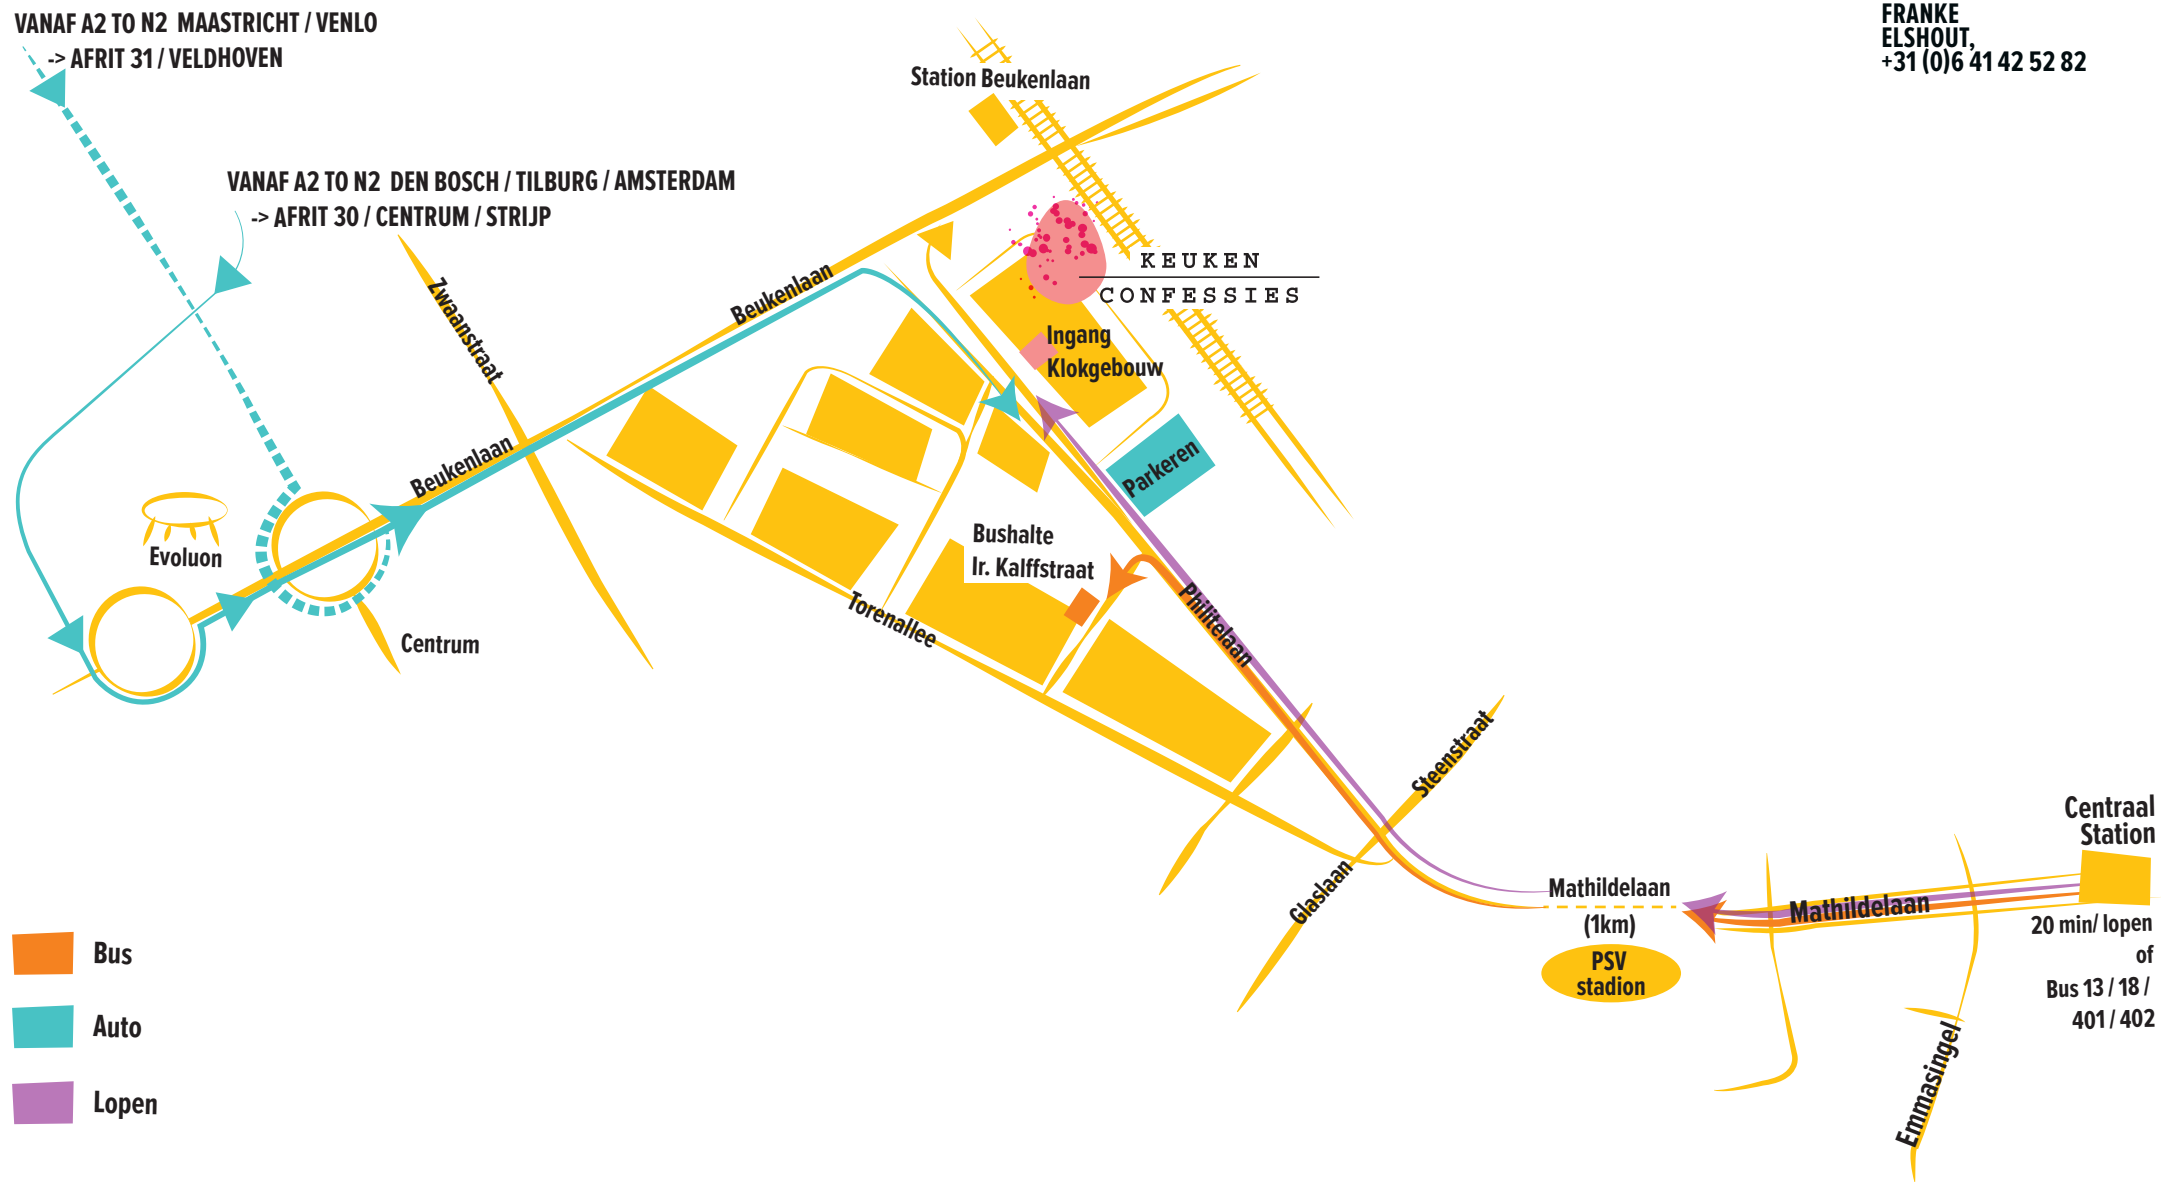 VANAF A2 TO N2 MAASTRICHT / VENLO
-> AFRIT 31 / VELDHOVEN
FRANKE
ELSHOUT,
+31 (0)6 41 42 52 82
Station Beukenlaan
VANAF A2 TO N2 DEN BOSCH / TILBURG / AMSTERDAM
-> AFRIT 30 / CENTRUM / STRIJP
KEUKEN
CONFESSIES
Zwaanstraat
Beukenlaan
Ingang
Klokgebouw
Beukenlaan
Parkeren
Evoluon
Bushalte
Ir. Kalffstraat
Torenallee
Philitelaan
Centrum
Steenstraat
Glaslaan
Centraal
Station
Mathildelaan
(1km)
Mathildelaan
PSV
stadion
20 min/ lopen
of
Bus 13 / 18 /
401 / 402
Emmasingel
Bus
Auto
Lopen